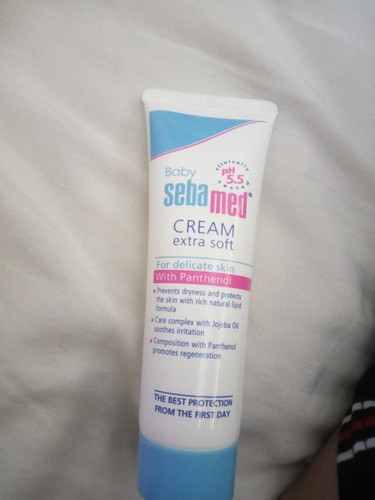 Baby
clinically
pH
5.5
tested
sebamed®
CREAM
extra soft
For delicate skin
With Panthenol
• Prevents dryness and protects
the skin with rich natural lipid
formula
• Care complex with Jojoba Oil
soothes irritation
• Composition with Panthenol
promotes regeneration
THE BEST PROTECTION
FROM THE FIRST DAY